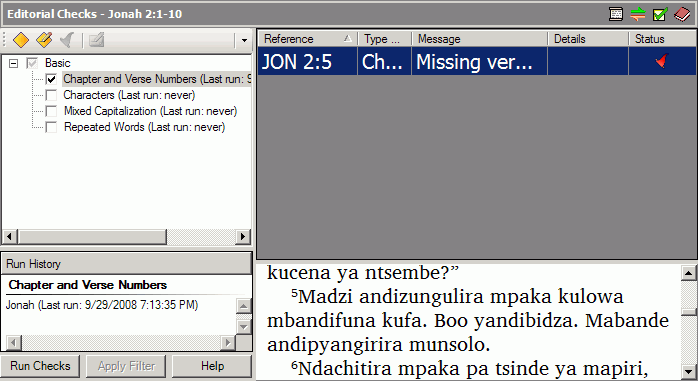 Editorial Checks - Jonah 2:1-10
Basic
Chapter and Verse Numbers (Last run: 9
Characters (Last run: never)
Mixed Capitalization (Last run: never)
Repeated Words (Last run: never)
Run History
Chapter and Verse Numbers
Jonah (Last run: 9/29/2008 7:13:35 PM)
Run Checks Apply Filter Help
Reference Type ... Message Details Status
JON 2:5 Ch... Missing ver...
kucena ya ntsembe?”
⁵Madzi andizungulira mpaka kulowa
mbandifuna kufa. Boo yandibidza. Mabande
andipyangirira munsolo.
⁶Ndachitira mpaka pa tsinde ya mapiri,